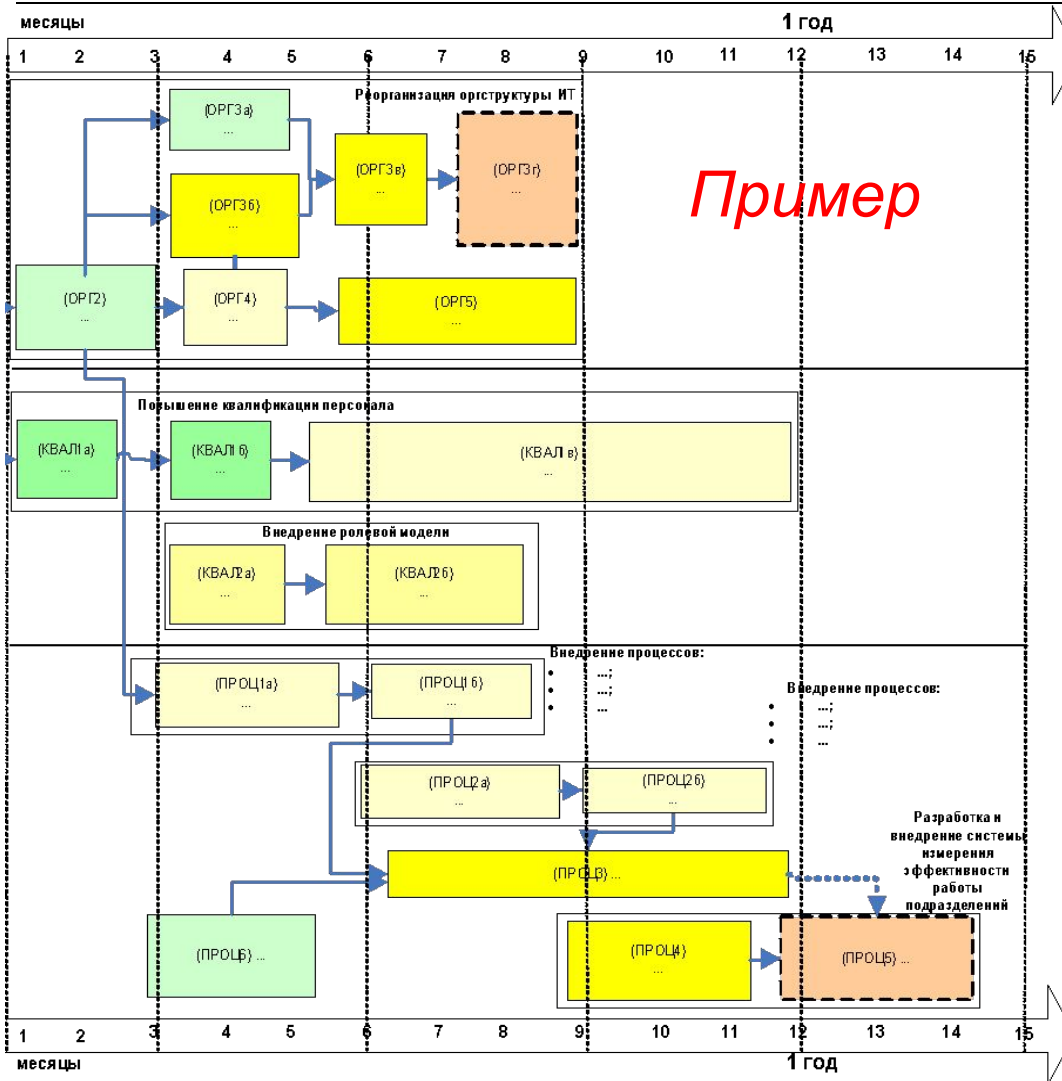 месяцы 1 год
1 2 3 4 5 6 7 8 9 10 11 12 13 14 15
Реорганизация оргструктуры ИТ
{ОРГ3а}
...
{ОРГ3в}
...
{ОРГ3г}
...
Пример
{ОРГ3б}
...
{ОРГ2}
...
{ОРГ4}
...
{ОРГ5}
...
Повышение квалификации персонала
{КВАЛ1а}
...
{КВАЛ1б}
...
{КВАЛ1в}
...
Внедрение ролевой модели
{КВАЛ2а}
...
{КВАЛ2б}
...
Внедрение процессов:
• ...;
• ...;
• ...
{ПРОЦ1а}
...
{ПРОЦ1б}
...
Внедрение процессов:
• ...;
• ...;
• ...
{ПРОЦ2а}
...
{ПРОЦ2б}
...
Разработка и
внедрение системы
измерения
эффективности
работы
подразделений
{ПРОЦ3} ...
{ПРОЦ6} ...
{ПРОЦ4}
...
{ПРОЦ5} ...
1 2 3 4 5 6 7 8 9 10 11 12 13 14 15
месяцы 1 год